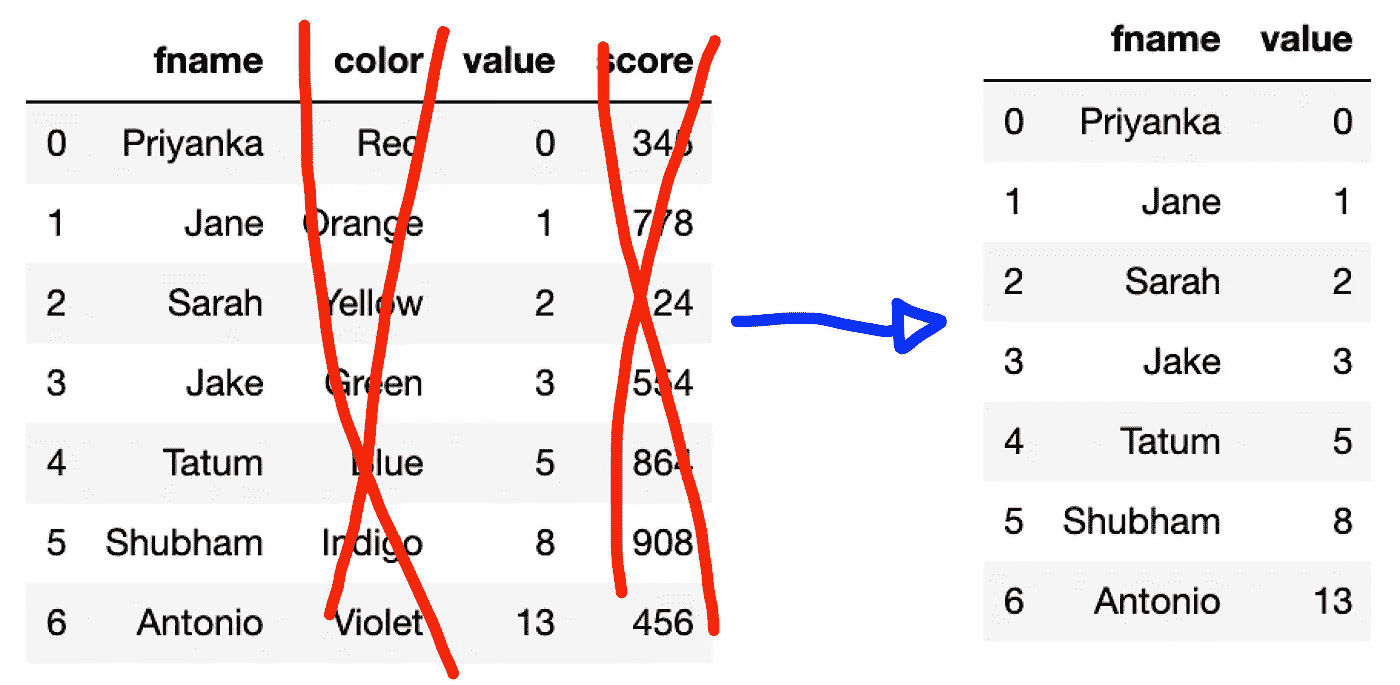 fname color value score
0 Priyanka Red 0 345
1 Jane Orange 1 778
2 Sarah Yellow 2 24
3 Jake Green 3 554
4 Tatum Blue 5 864
5 Shubham Indigo 8 908
6 Antonio Violet 13 456
fname value
0 Priyanka 0
1 Jane 1
2 Sarah 2
3 Jake 3
4 Tatum 5
5 Shubham 8
6 Antonio 13